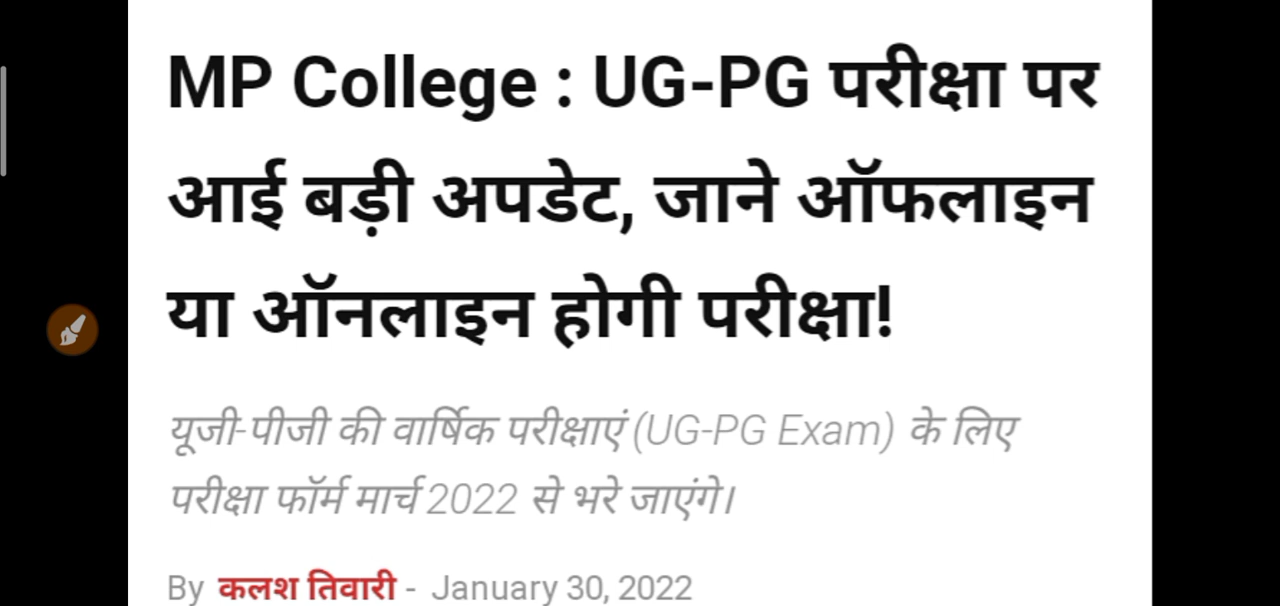 MP College : UG-PG परीक्षा पर
आई बड़ी अपडेट, जाने ऑफलाइन
या ऑनलाइन होगी परीक्षा!
यूजी-पीजी की वार्षिक परीक्षाएं (UG-PG Exam) के लिए
परीक्षा फॉर्म मार्च 2022 से भरे जाएंगे।
By कलश तिवारी - January 30, 2022